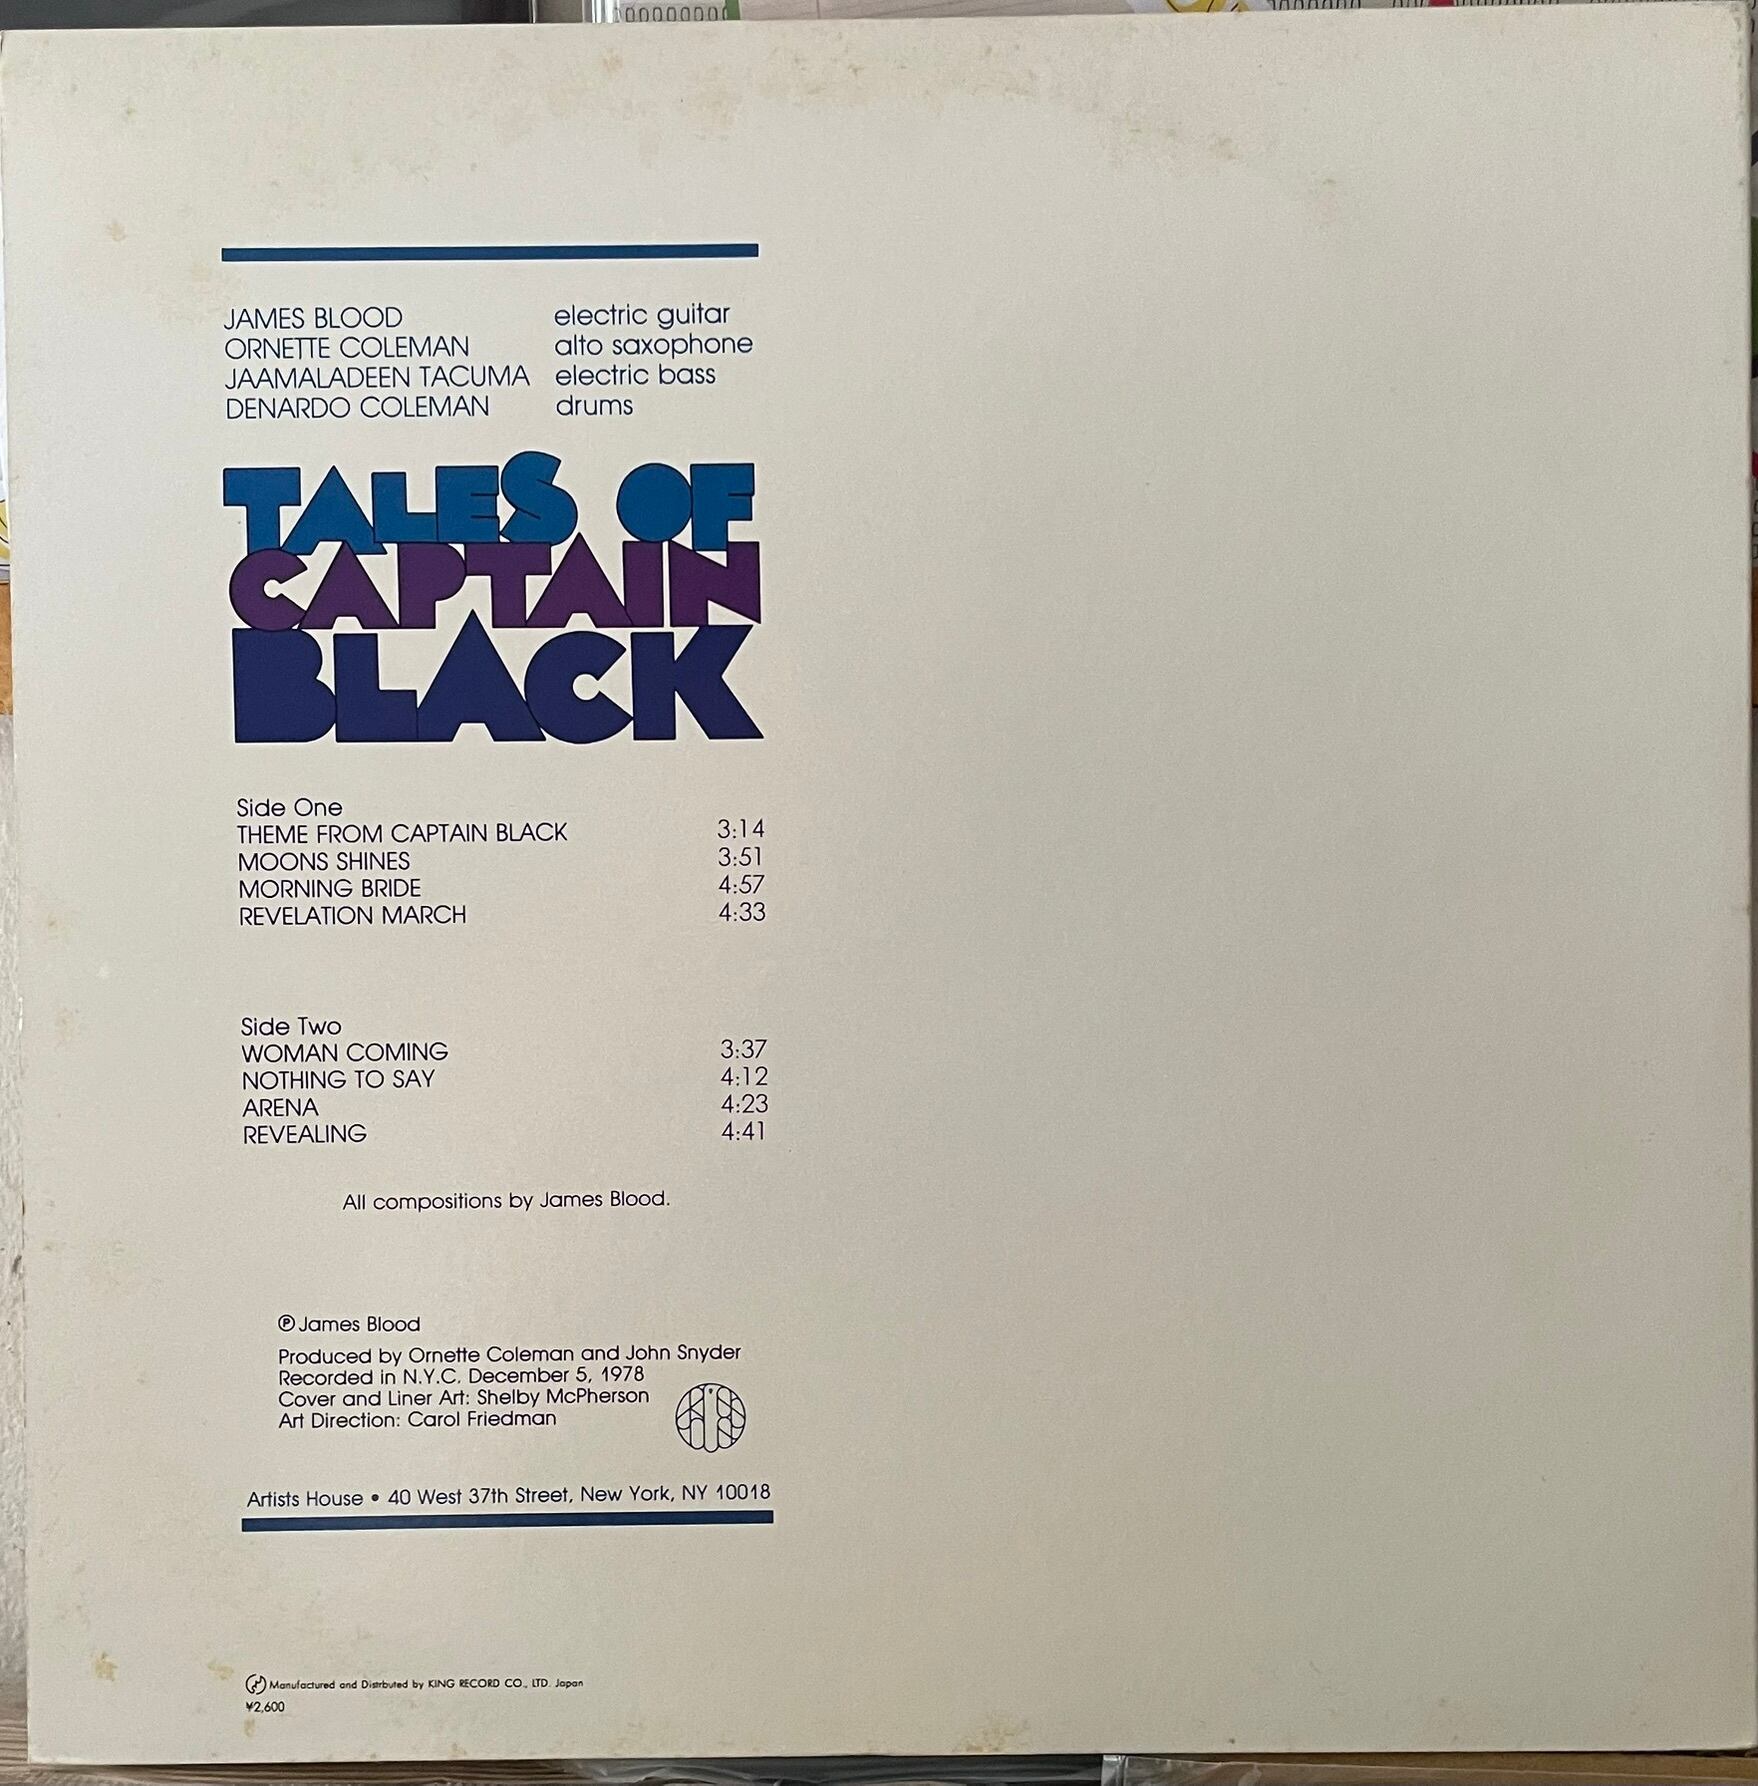 JAMES BLOOD electric guitar
ORNETTE COLEMAN alto saxophone
JAAMALADEEN TACUMA electric bass
DENARDO COLEMAN drums
TALES OF
CAPTAIN
BLACK
Side One
THEME FROM CAPTAIN BLACK 3:14
MOONS SHINES 3:51
MORNING BRIDE 4:57
REVELATION MARCH 4:33
Side Two
WOMAN COMING 3:37
NOTHING TO SAY 4:12
ARENA 4:23
REVEALING 4:41
All compositions by James Blood.
℗ James Blood
Produced by Ornette Coleman and John Snyder
Recorded in N.Y.C. December 5, 1978
Cover and Liner Art: Shelby McPherson
Art Direction: Carol Friedman
Artists House • 40 West 37th Street, New York, NY 10018
Manufactured and Distrbuted by KING RECORD CO., LTD. Japan
¥2,600